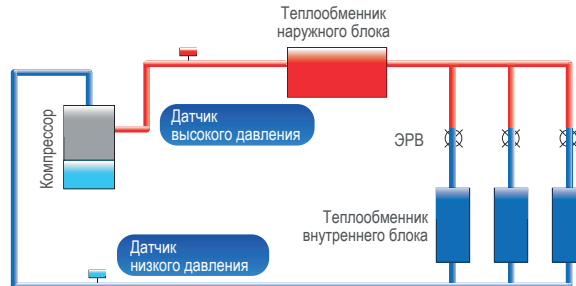 Теплообменник
наружного блока
Компрессор
Датчик
высокого давления
ЭРВ
Теплообменник
внутреннего блока
Датчик
низкого давления